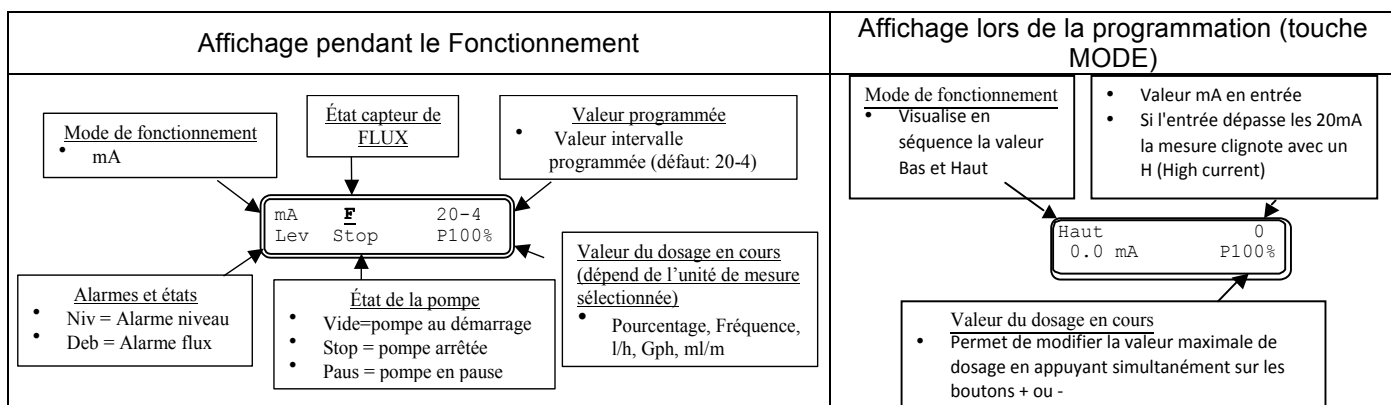 Affichage pendant le Fonctionnement
Affichage lors de la programmation (touche
MODE)
Mode de fonctionnement
• mA
État capteur de
FLUX
Valeur programmée
• Valeur intervalle
programmée (défaut: 20-4)
mA F 20-4
Lev Stop P100%
Alarmes et états
• Niv = Alarme niveau
• Deb = Alarme flux
État de la pompe
• Vide=pompe au démarrage
• Stop = pompe arrêtée
• Paus = pompe en pause
Valeur du dosage en cours
(dépend de l’unité de mesure
sélectionnée)
• Pourcentage, Fréquence,
l/h, Gph, ml/m
Mode de fonctionnement
• Visualise en
séquence la valeur
Bas et Haut
• Valeur mA en entrée
• Si l'entrée dépasse les 20mA
la mesure clignote avec un
H (High current)
Haut 0
0.0 mA P100%
Valeur du dosage en cours
• Permet de modifier la valeur maximale de
dosage en appuyant simultanément sur les
boutons + ou -